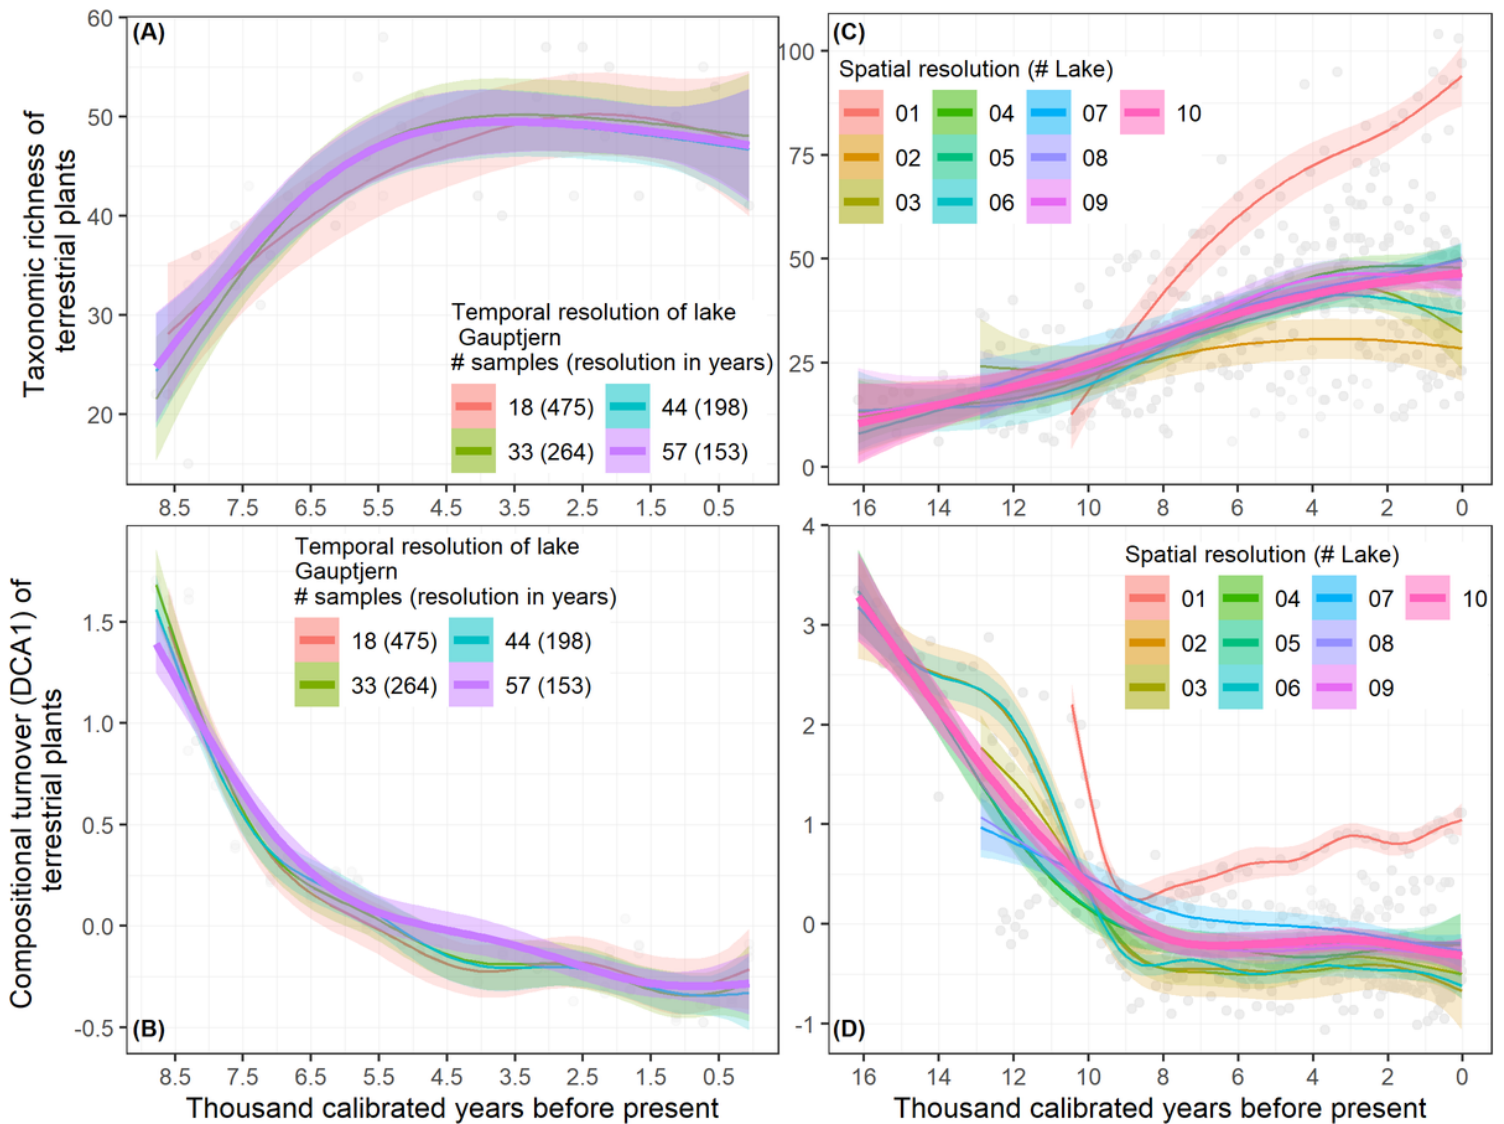 (A)
Taxonomic richness of
terrestrial plants
60
50
40
30
20
Temporal resolution of lake
Gauptjern
# samples (resolution in years)
18 (475)
44 (198)
33 (264)
57 (153)
8.5 7.5 6.5 5.5 4.5 3.5 2.5 1.5 0.5
(C)
100
75
50
25
0
Spatial resolution (# Lake)
01 04 07 10
02 05 08
03 06 09
16 14 12 10 8 6 4 2 0
(B)
Compositional turnover (DCA1) of
terrestrial plants
1.5
1.0
0.5
0.0
-0.5
Temporal resolution of lake
Gauptjern
# samples (resolution in years)
18 (475)
44 (198)
33 (264)
57 (153)
8.5 7.5 6.5 5.5 4.5 3.5 2.5 1.5 0.5
Thousand calibrated years before present
(D)
4
3
2
1
0
-1
Spatial resolution (# Lake)
01 04 07 10
02 05 08
03 06 09
16 14 12 10 8 6 4 2 0
Thousand calibrated years before present